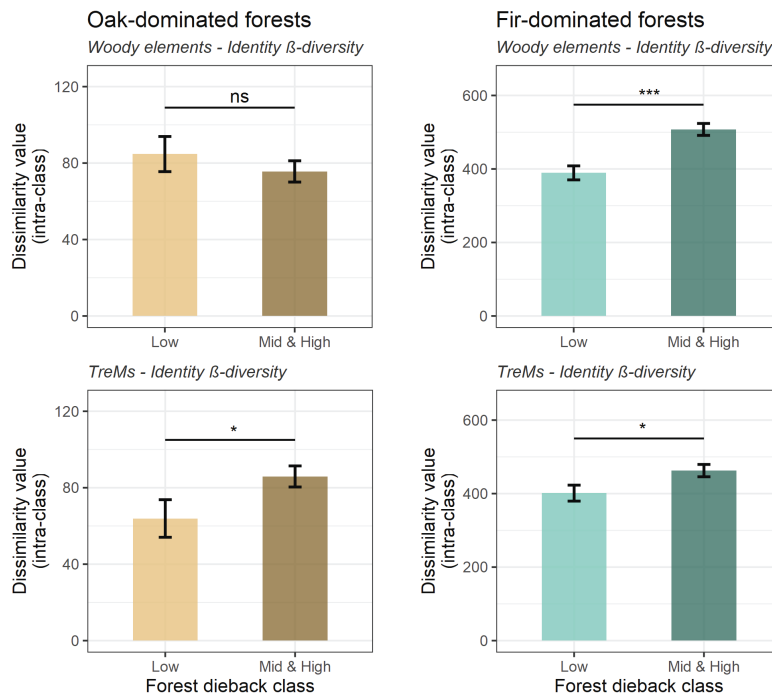 Oak-dominated forests
Woody elements - Identity ß-diversity
Dissimilarity value
(intra-class)
120
80
40
0
ns
Low
Mid & High
Fir-dominated forests
Woody elements - Identity ß-diversity
Dissimilarity value
(intra-class)
600
400
200
0
***
Low
Mid & High
TreMs - Identity ß-diversity
Dissimilarity value
(intra-class)
120
80
40
0
*
Low
Mid & High
Forest dieback class
TreMs - Identity ß-diversity
Dissimilarity value
(intra-class)
600
400
200
0
*
Low
Mid & High
Forest dieback class